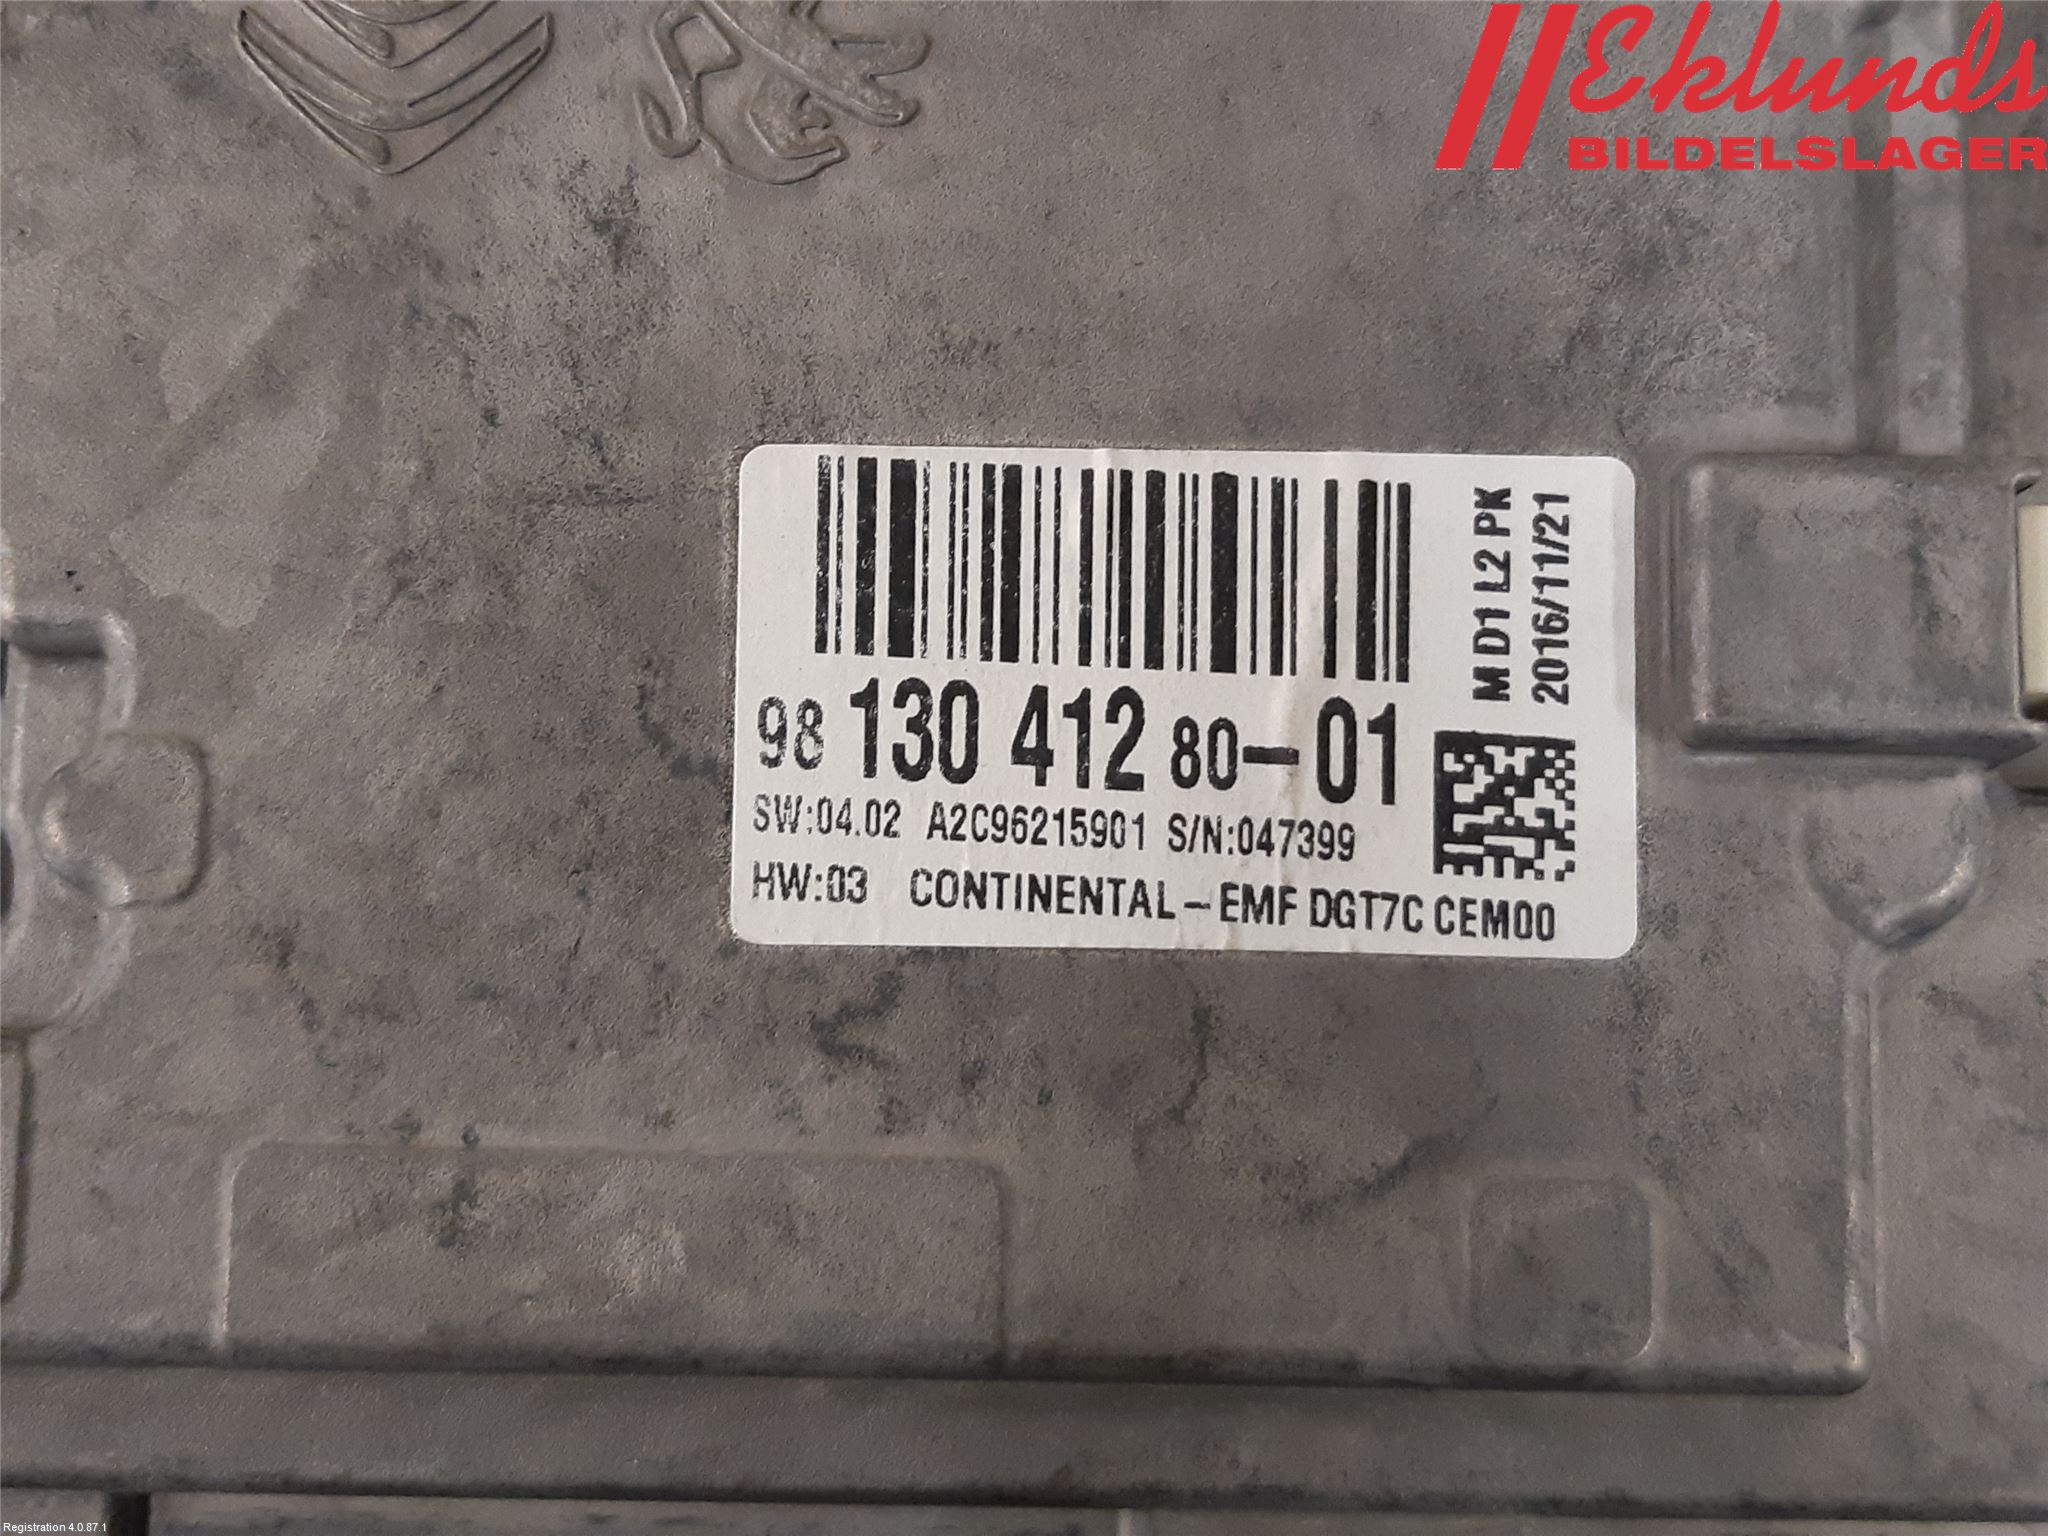 Eklunds
BILDELSLAGER
MD1 L2 PK
2016/11/21
98 130 412 80-01
SW:04.02 A2C96215901 S/N:047399
HW:03 CONTINENTAL-EMF DGT7C CEM00
Registration 4.0.87.1